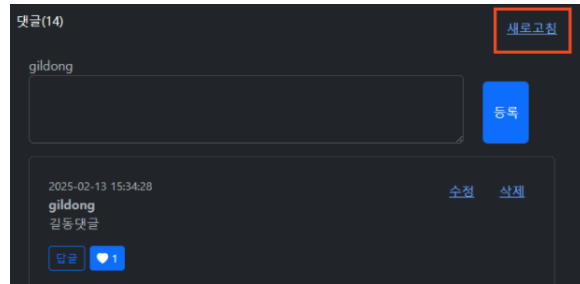 댓글(14)
새로고침
gildong
등록
2025-02-13 15:34:28
수정 삭제
gildong
길동댓글
답글 1